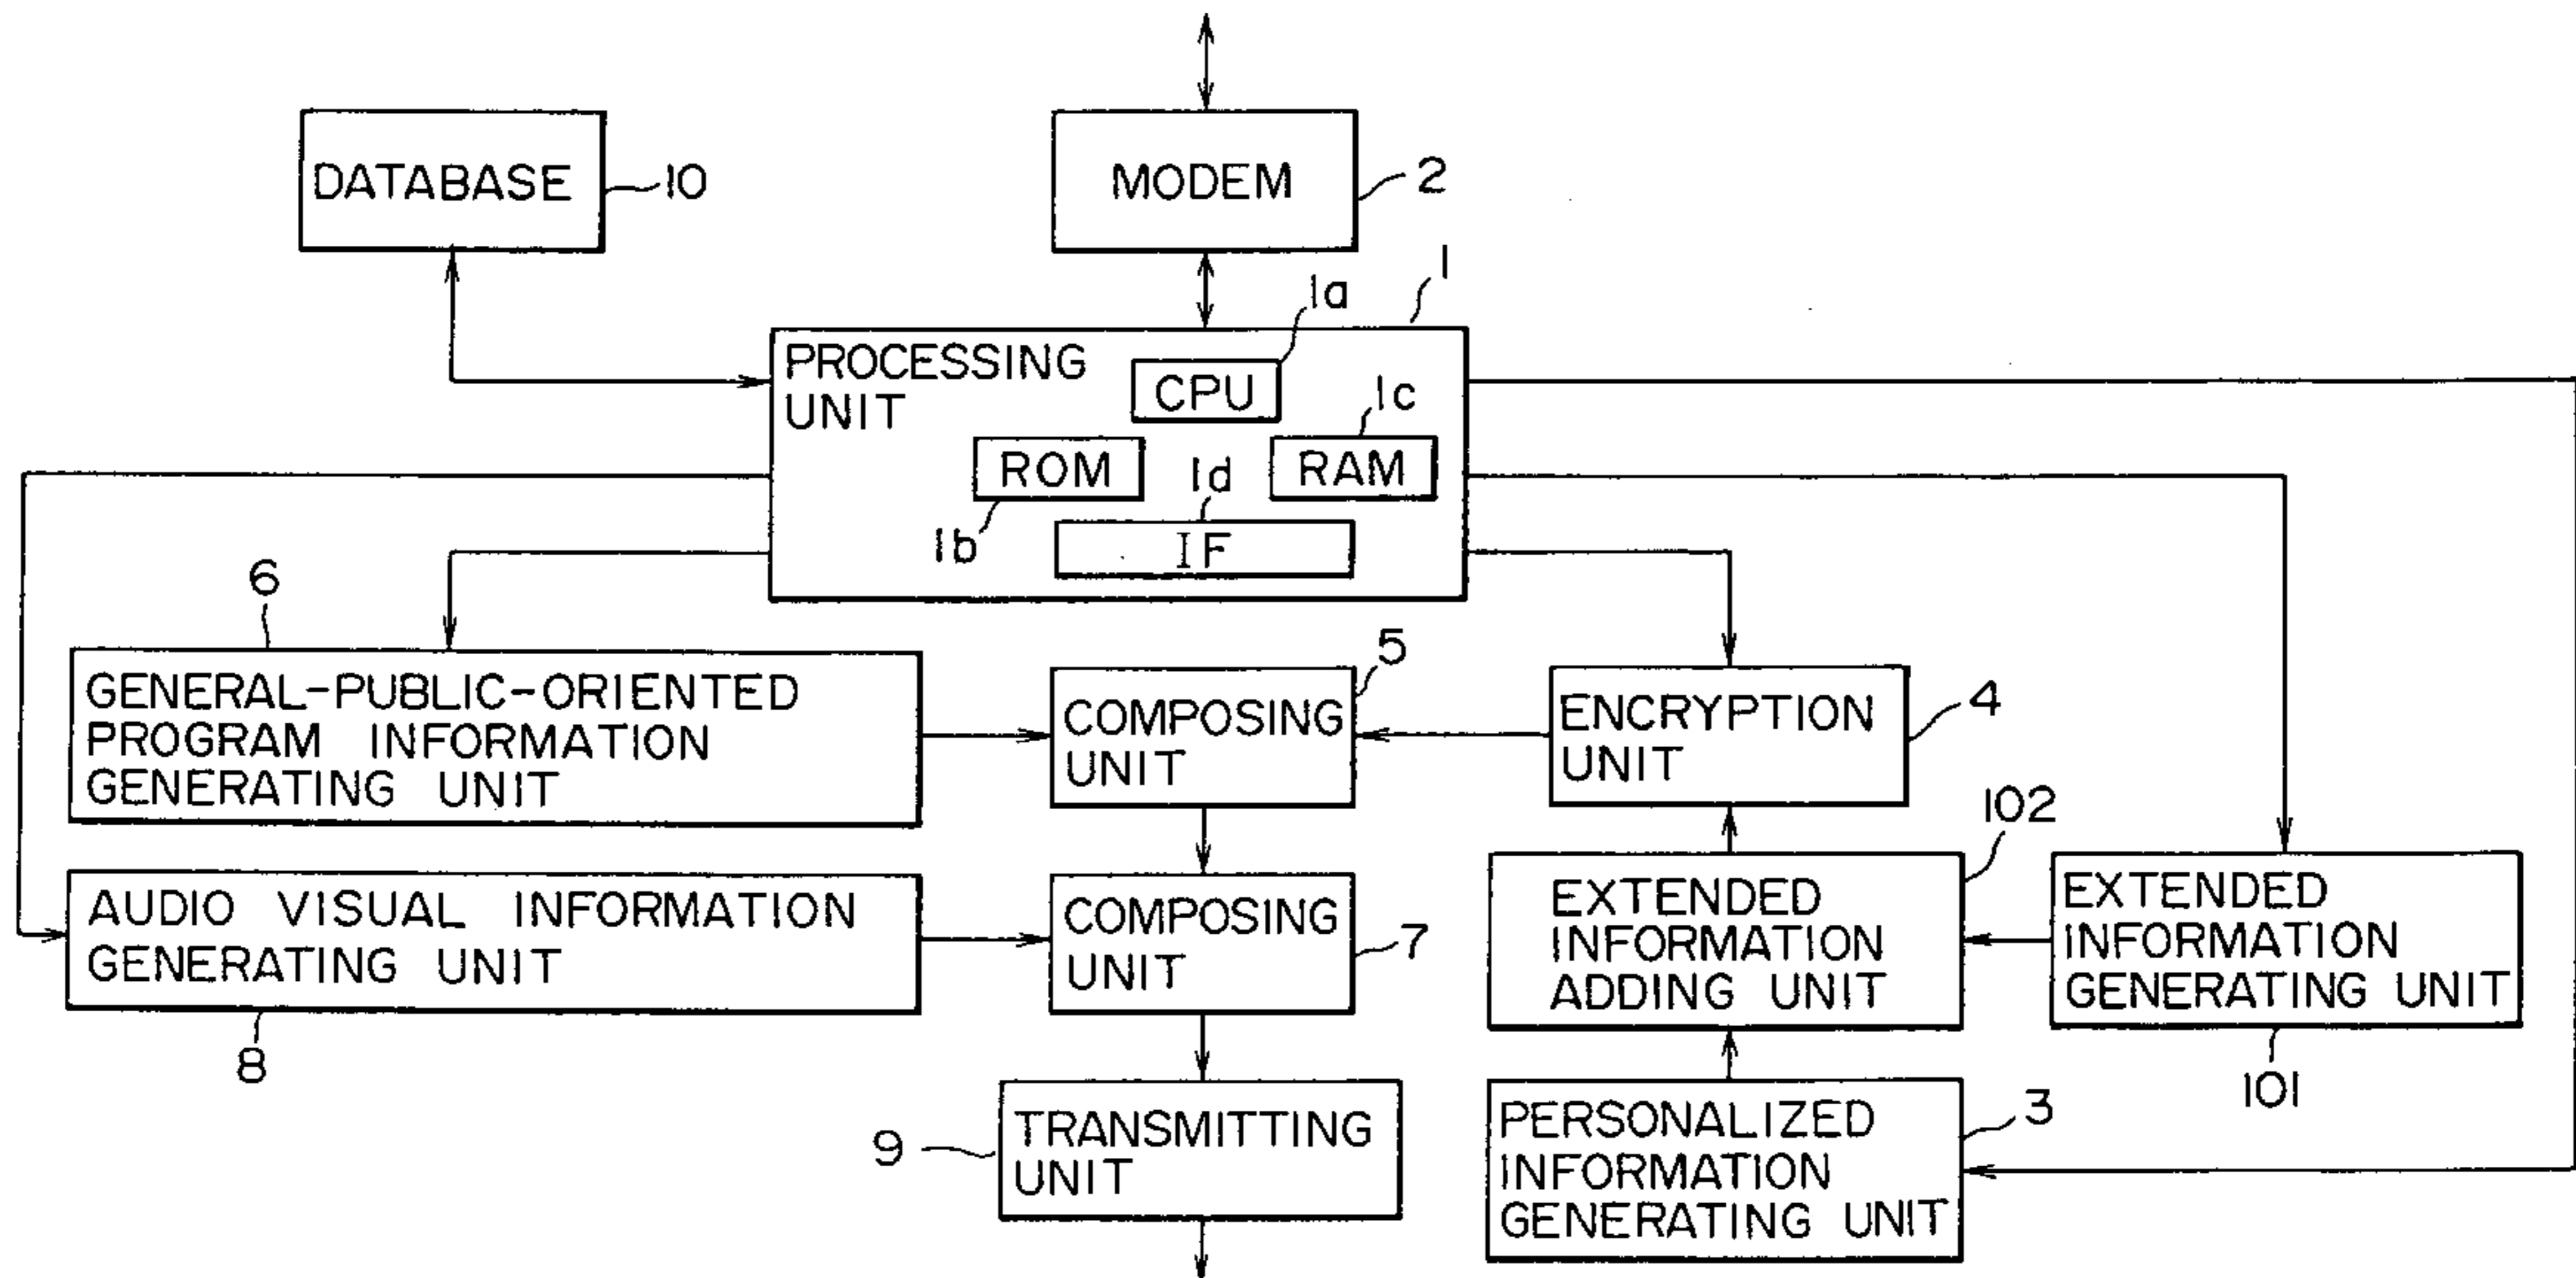 DATABASE
10
MODEM
2
1
PROCESSING
UNIT
1a
CPU
1c
ROM
1d
RAM
1b
IF
6
GENERAL-PUBLIC-ORIENTED
PROGRAM INFORMATION
GENERATING UNIT
5
COMPOSING
UNIT
ENCRYPTION
UNIT
4
102
AUDIO VISUAL INFORMATION
GENERATING UNIT
8
COMPOSING
UNIT
7
EXTENDED
INFORMATION
ADDING UNIT
EXTENDED
INFORMATION
GENERATING UNIT
101
9
TRANSMITTING
UNIT
PERSONALIZED
INFORMATION
GENERATING UNIT
3